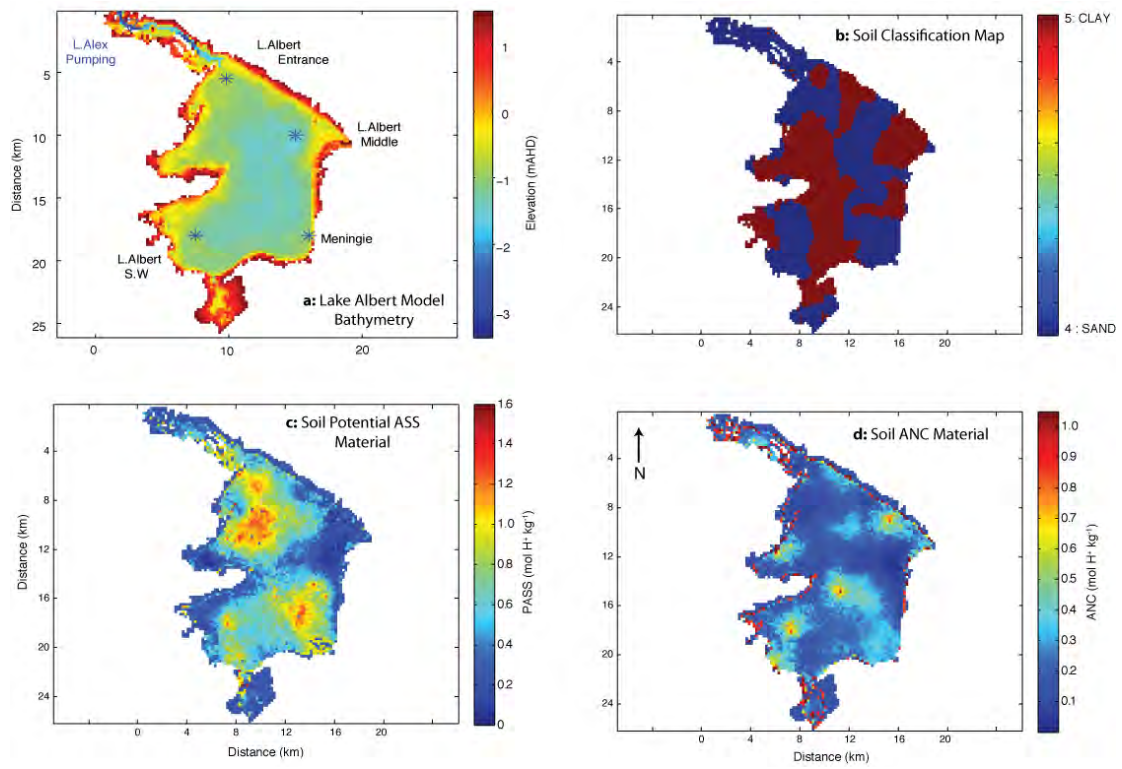 L.Alex
Pumping
L.Albert
Entrance
L.Albert
Middle
Meningie
L.Albert
S.W
a: Lake Albert Model
Bathymetry
5
10
15
20
25
0
10
20
Distance (km)
1
0
−1
−2
−3
Elevation (mAHD)
b: Soil Classification Map
4
8
12
16
20
24
0
4
8
12
16
20
24
5: CLAY
4 : SAND
c: Soil Potential ASS
Material
4
8
12
16
20
24
0
4
8
12
16
20
24
Distance (km)
Distance (km)
1.6
1.4
1.2
1.0
0.8
0.6
0.4
0.2
0
PASS (mol H+ kg-1)
d: Soil ANC Material
N
4
8
12
16
20
24
0
4
8
12
16
20
24
Distance (km)
1.0
0.9
0.8
0.7
0.6
0.5
0.4
0.3
0.2
0.1
ANC (mol H+ kg-1)